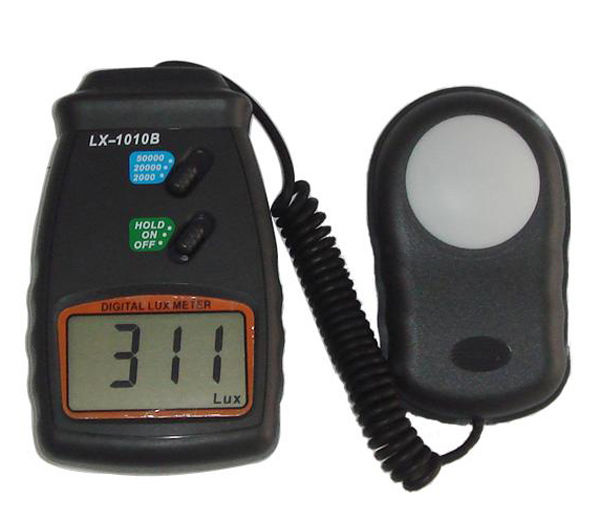 LX-1010B
50000
20000
2000
HOLD
ON
OFF
DIGITAL LUX METER
311
Lux